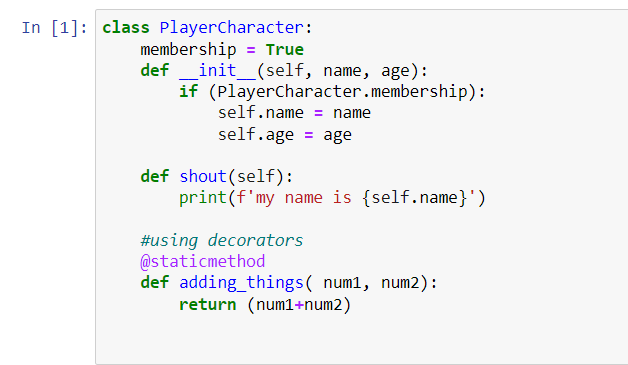 In [1]: class PlayerCharacter:
    membership = True
    def __init__(self, name, age):
        if (PlayerCharacter.membership):
            self.name = name
            self.age = age

    def shout(self):
        print(f'my name is {self.name}')

    #using decorators
    @staticmethod
    def adding_things( num1, num2):
        return (num1+num2)